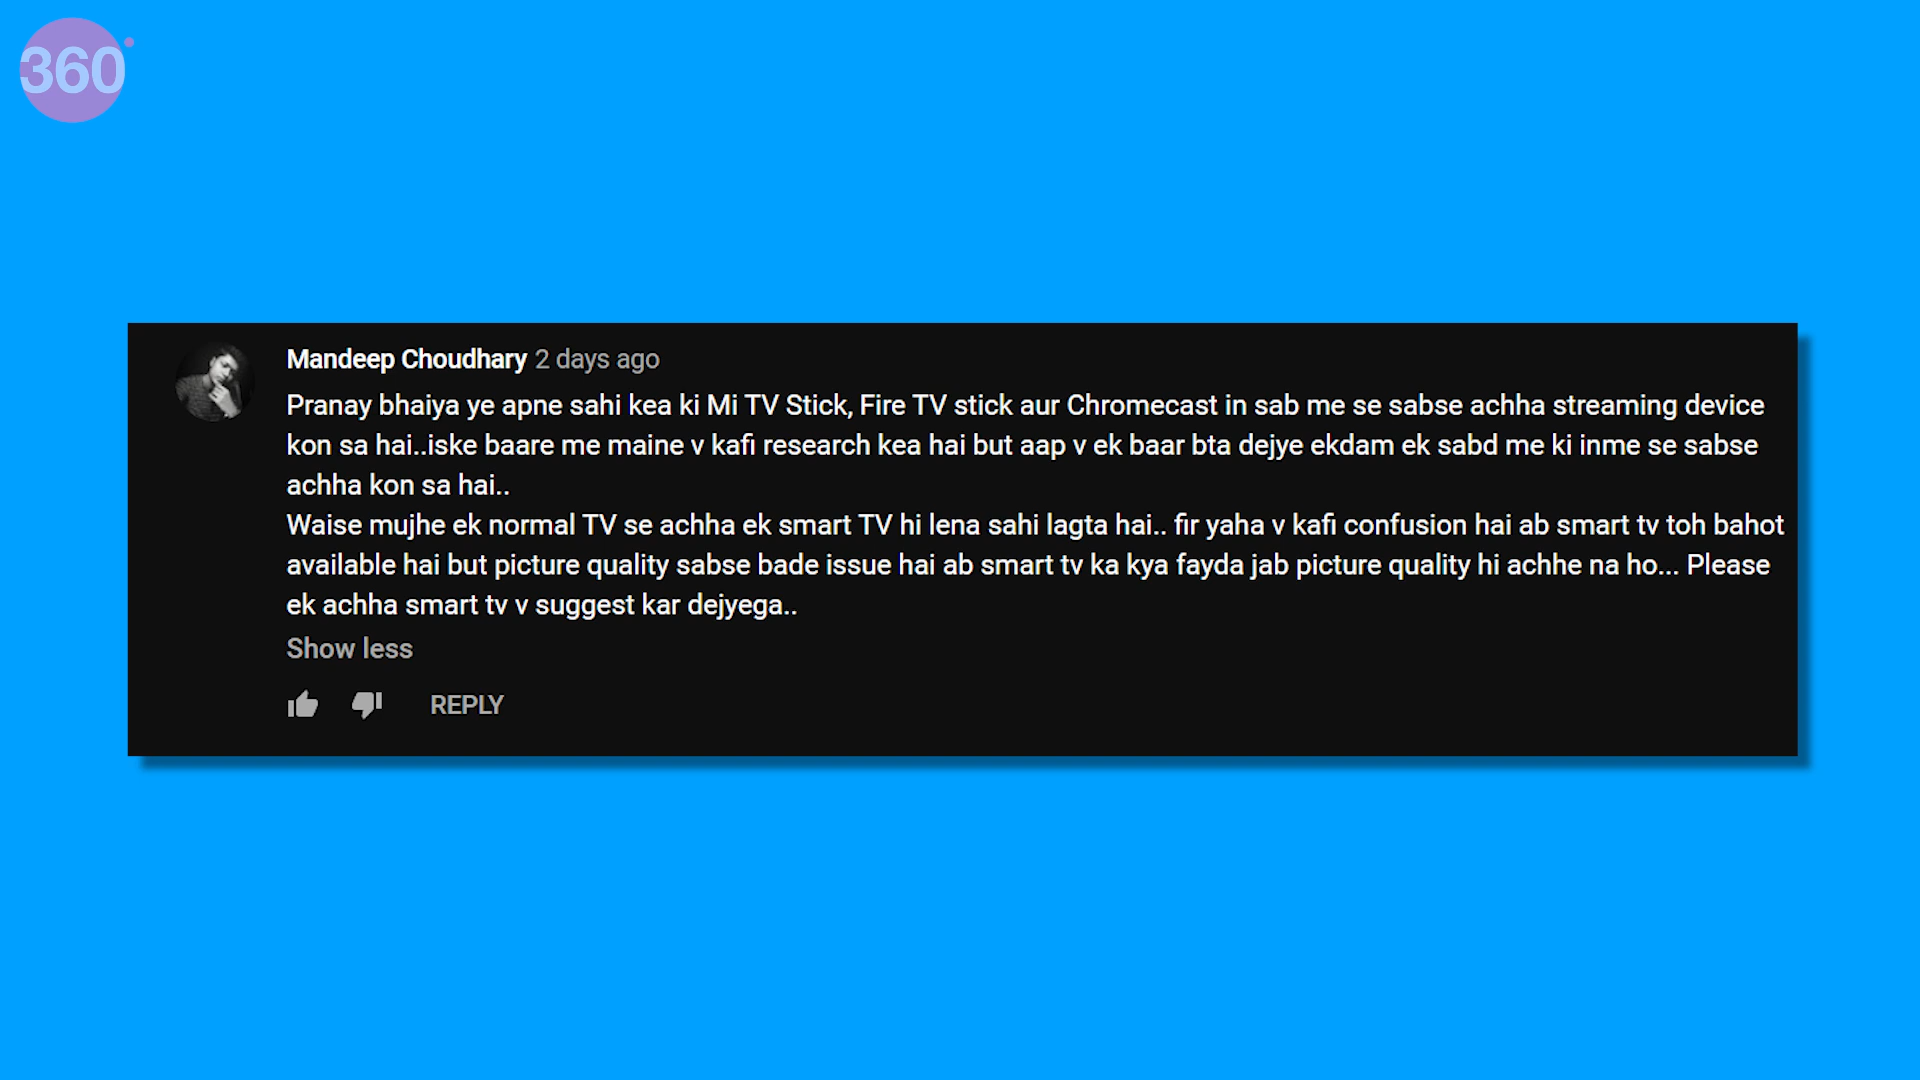 360
Mandeep Choudhary 2 days ago
Pranay bhaiya ye apne sahi kea ki Mi TV Stick, Fire TV stick aur Chromecast in sab me se sabse achha streaming device
kon sa hai..iske baare me maine v kafi research kea hai but aap v ek baar bta dejye ekdam ek sabd me ki inme se sabse
achha kon sa hai..
Waise mujhe ek normal TV se achha ek smart TV hi lena sahi lagta hai.. fir yaha v kafi confusion hai ab smart tv toh bahot
available hai but picture quality sabse bade issue hai ab smart tv ka kya fayda jab picture quality hi achhe na ho... Please
ek achha smart tv v suggest kar dejyega..
Show less
REPLY